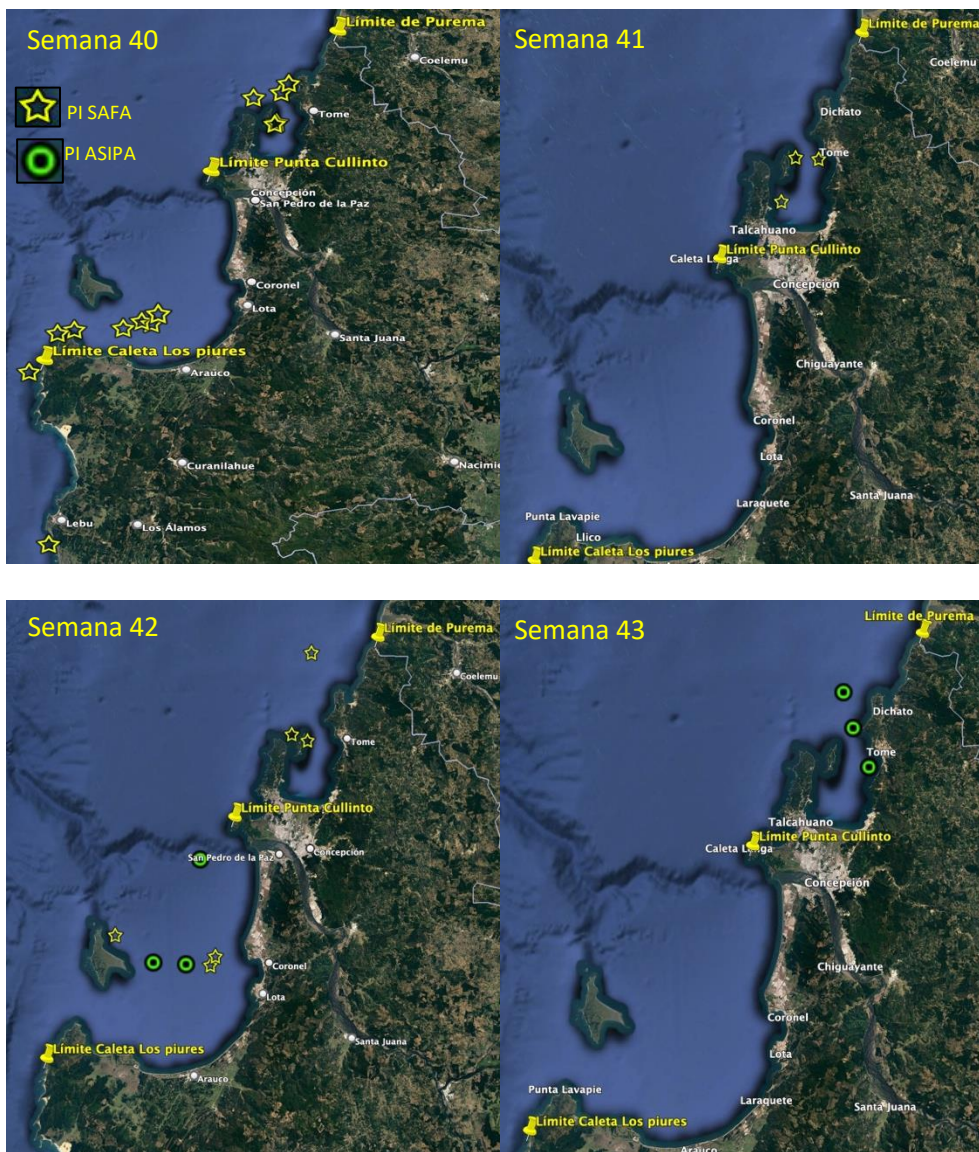 Semana 40
PI SAFA
PI ASIPA
Límite de Purema
Coelemu
Tome
Límite Punta Cullinto
Concepción
San Pedro de la Paz
Coronel
Lota
Santa Juana
Límite Caleta Los piures
Arauco
Curanilahue
Nacimie
Lebu
Los Álamos
Semana 41
Límite de Purema
Coelemu
Dichato
Tome
Talcahuano
Límite Punta Cullinto
Concepción
Chiguayante
Coronel
Lota
Laraquete
Santa Juana
Punta Lavapie
Llico
Límite Caleta Los piures
Semana 42
Límite de Purema
Coelemu
Tome
Límite Punta Cullinto
San Pedro de la Paz
Concepción
Coronel
Lota
Santa Juana
Límite Caleta Los piures
Arauco
Semana 43
Límite de Purema
Dichato
Tome
Talcahuano
Límite Punta Cullinto
Concepción
Chiguayante
Coronel
Lota
Laraquete
Santa Juana
Punta Lavapie
Límite Caleta Los piures
Arauco